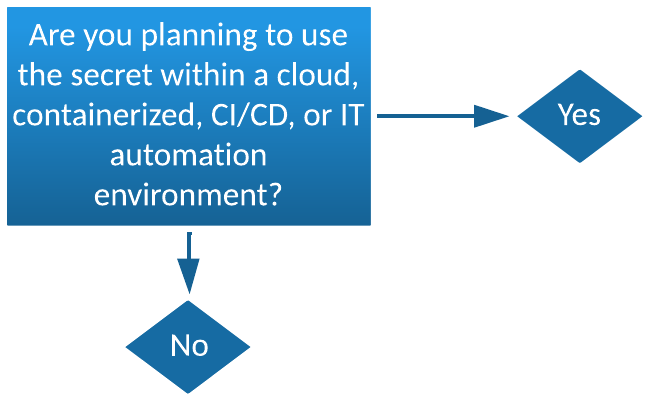 Are you planning to use
the secret within a cloud,
containerized, CI/CD, or IT
automation
environment?
Yes
No